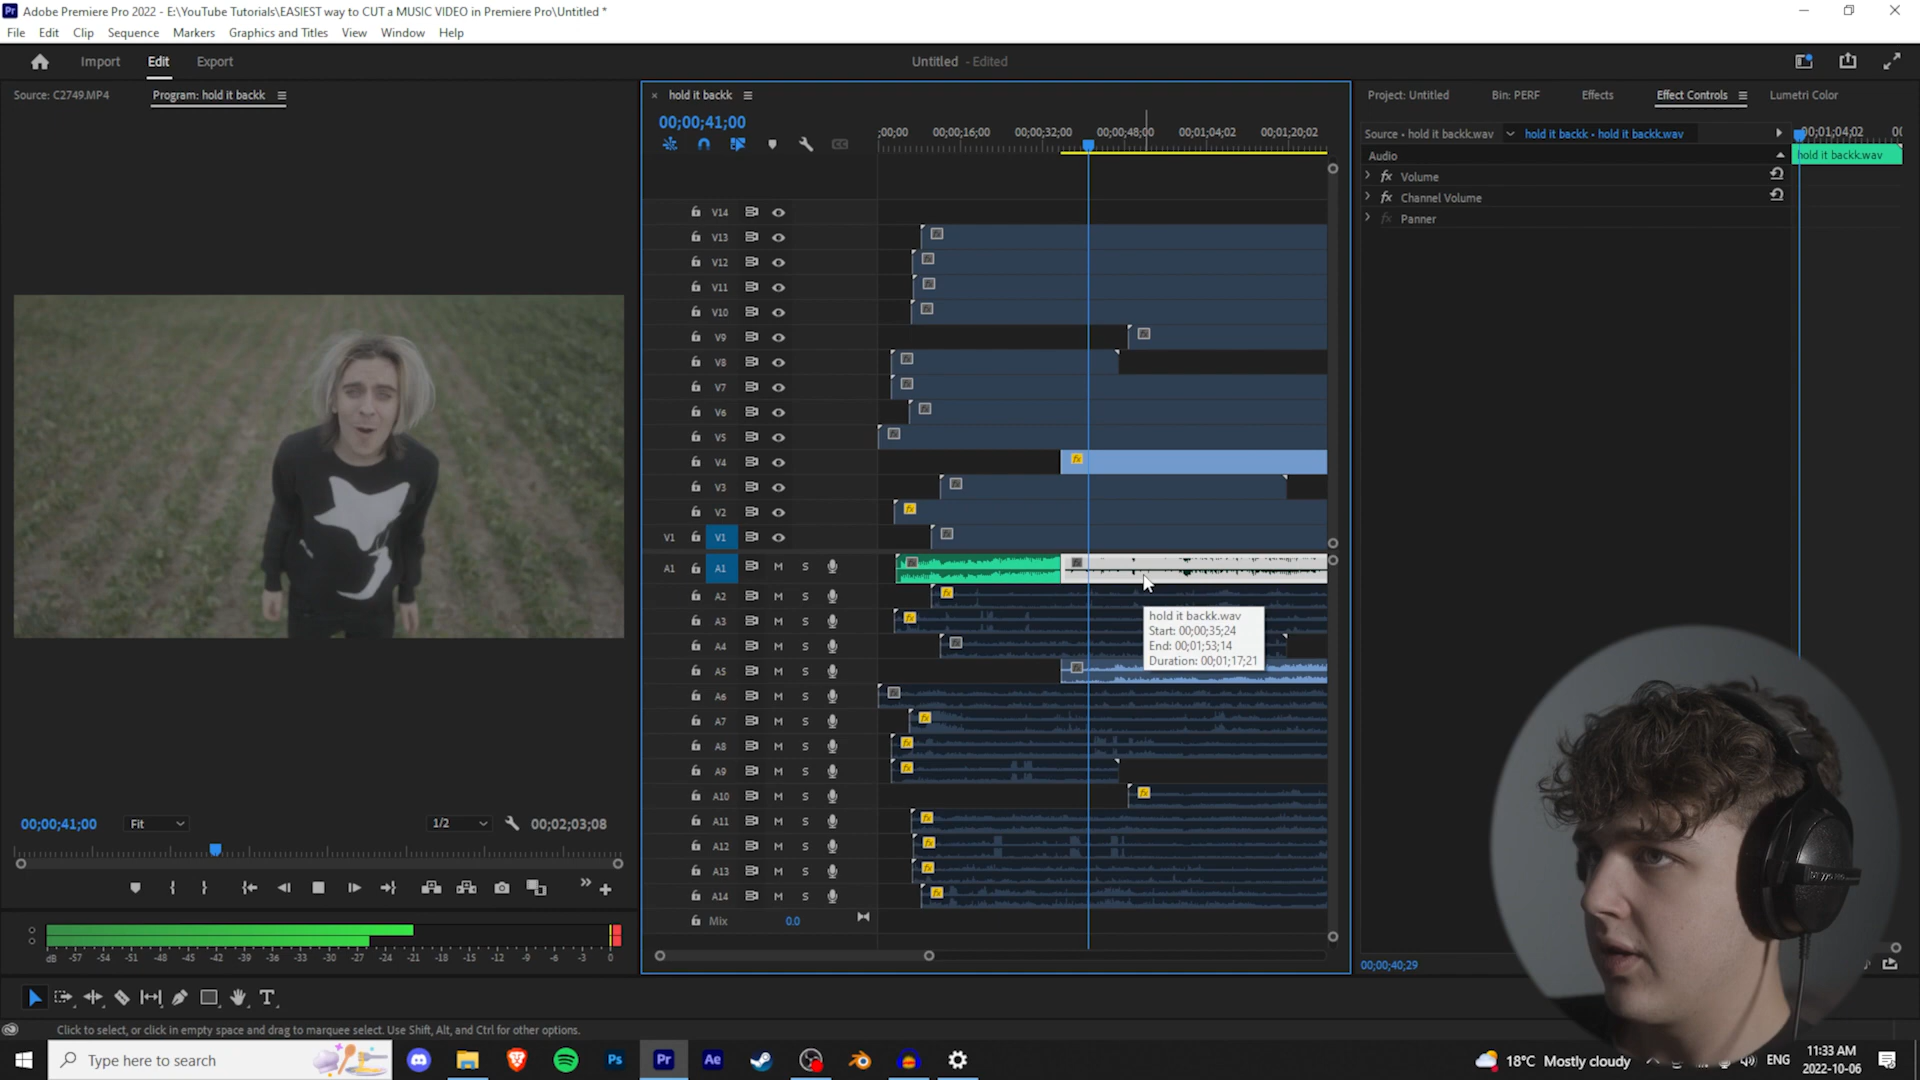 Pr Adobe Premiere Pro 2022 - E:\YouTube Tutorials\EASIEST way to CUT a MUSIC VIDEO in Premiere Pro\Untitled *
File Edit Clip Sequence Markers Graphics and Titles View Window Help
Import Edit Export
Untitled - Edited
Source: C2749.MP4
Program: hold it backk
hold it backk
00;00;41;00
;00;00 00;00;16;00 00;00;32;00 00;00;48;00 00;01;04;02 00;01;20;02
V14
V13
V12
V11
V10
V9
V8
V7
V6
V5
V4
V3
V2
V1 V1
A1 A1 M S
A2 M S
A3 M S
A4 M S
A5 M S
A6 M S
A7 M S
A8 M S
A9 M S
A10 M S
A11 M S
A12 M S
A13 M S
A14 M S
Mix 0.0
hold it backk.wav
Start: 00;00;35;24
End: 00;01;53;14
Duration: 00;01;17;21
Project: Untitled Bin: PERF Effects Effect Controls Lumetri Color
Source • hold it backk.wav hold it backk • hold it backk.wav
00;01;04;02
Audio
hold it backk.wav
fx Volume
fx Channel Volume
fx Panner
00;00;40;29
00;00;41;00 Fit 1/2 00;02;03;08
dB -57 -54 -51 -48 -45 -42 -39 -36 -33 -30 -27 -24 -21 -18 -15 -12 -9 -6 -3 0
Click to select, or click in empty space and drag to marquee select. Use Shift, Alt, and Ctrl for other options.
Type here to search
Ps Pr Ae
18°C Mostly cloudy
ENG
11:33 AM
2022-10-06